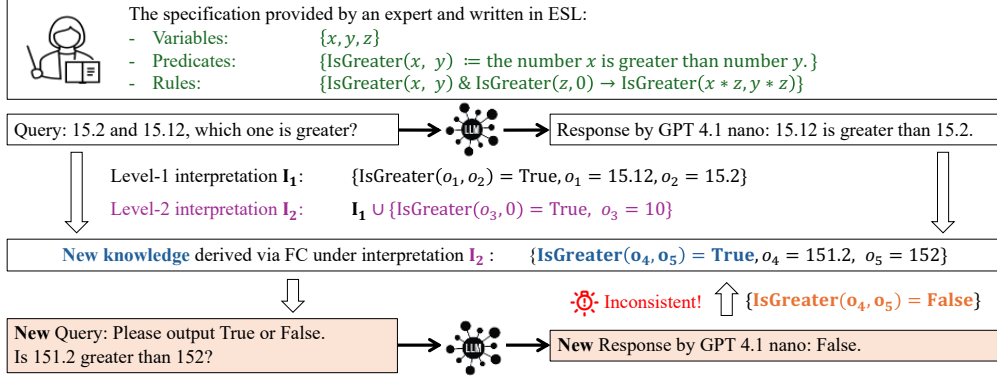 The specification provided by an expert and written in ESL:
- Variables: {x, y, z}
- Predicates: {IsGreater(x, y) ≔ the number x is greater than number y.}
- Rules: {IsGreater(x, y) & IsGreater(z, 0) → IsGreater(x ∗ z, y ∗ z)}
Query: 15.2 and 15.12, which one is greater?
LLM
Response by GPT 4.1 nano: 15.12 is greater than 15.2.
Level-1 interpretation I₁: {IsGreater(o₁, o₂) = True, o₁ = 15.12, o₂ = 15.2}
Level-2 interpretation I₂: I₁ ∪ {IsGreater(o₃, 0) = True, o₃ = 10}
New knowledge derived via FC under interpretation I₂ : {IsGreater(o₄, o₅) = True, o₄ = 151.2, o₅ = 152}
Inconsistent! {IsGreater(o₄, o₅) = False}
New Query: Please output True or False.
Is 151.2 greater than 152?
LLM
New Response by GPT 4.1 nano: False.